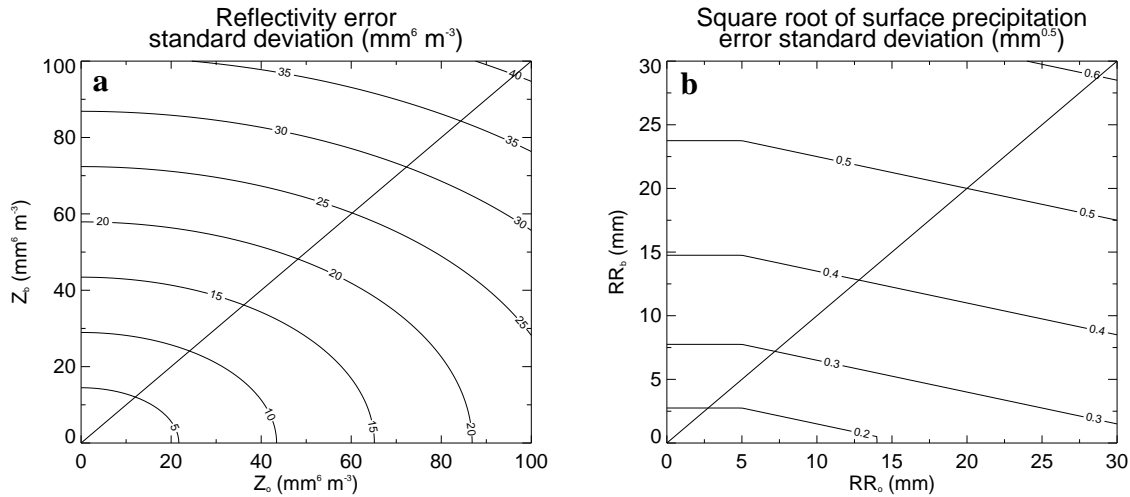 Reflectivity error
standard deviation (mm⁶ m⁻³)
a
100
80
60
40
20
0
Z_b (mm⁶ m⁻³)
35
40
30
35
25
30
20
20
25
15
15
10
5
20
0 20 40 60 80 100
Z_o (mm⁶ m⁻³)
Square root of surface precipitation
error standard deviation (mm⁰·⁵)
b
30
25
20
15
10
5
0
RR_b (mm)
0.6
0.5
0.5
0.4
0.4
0.3
0.3
0.2
0 5 10 15 20 25 30
RR_o (mm)